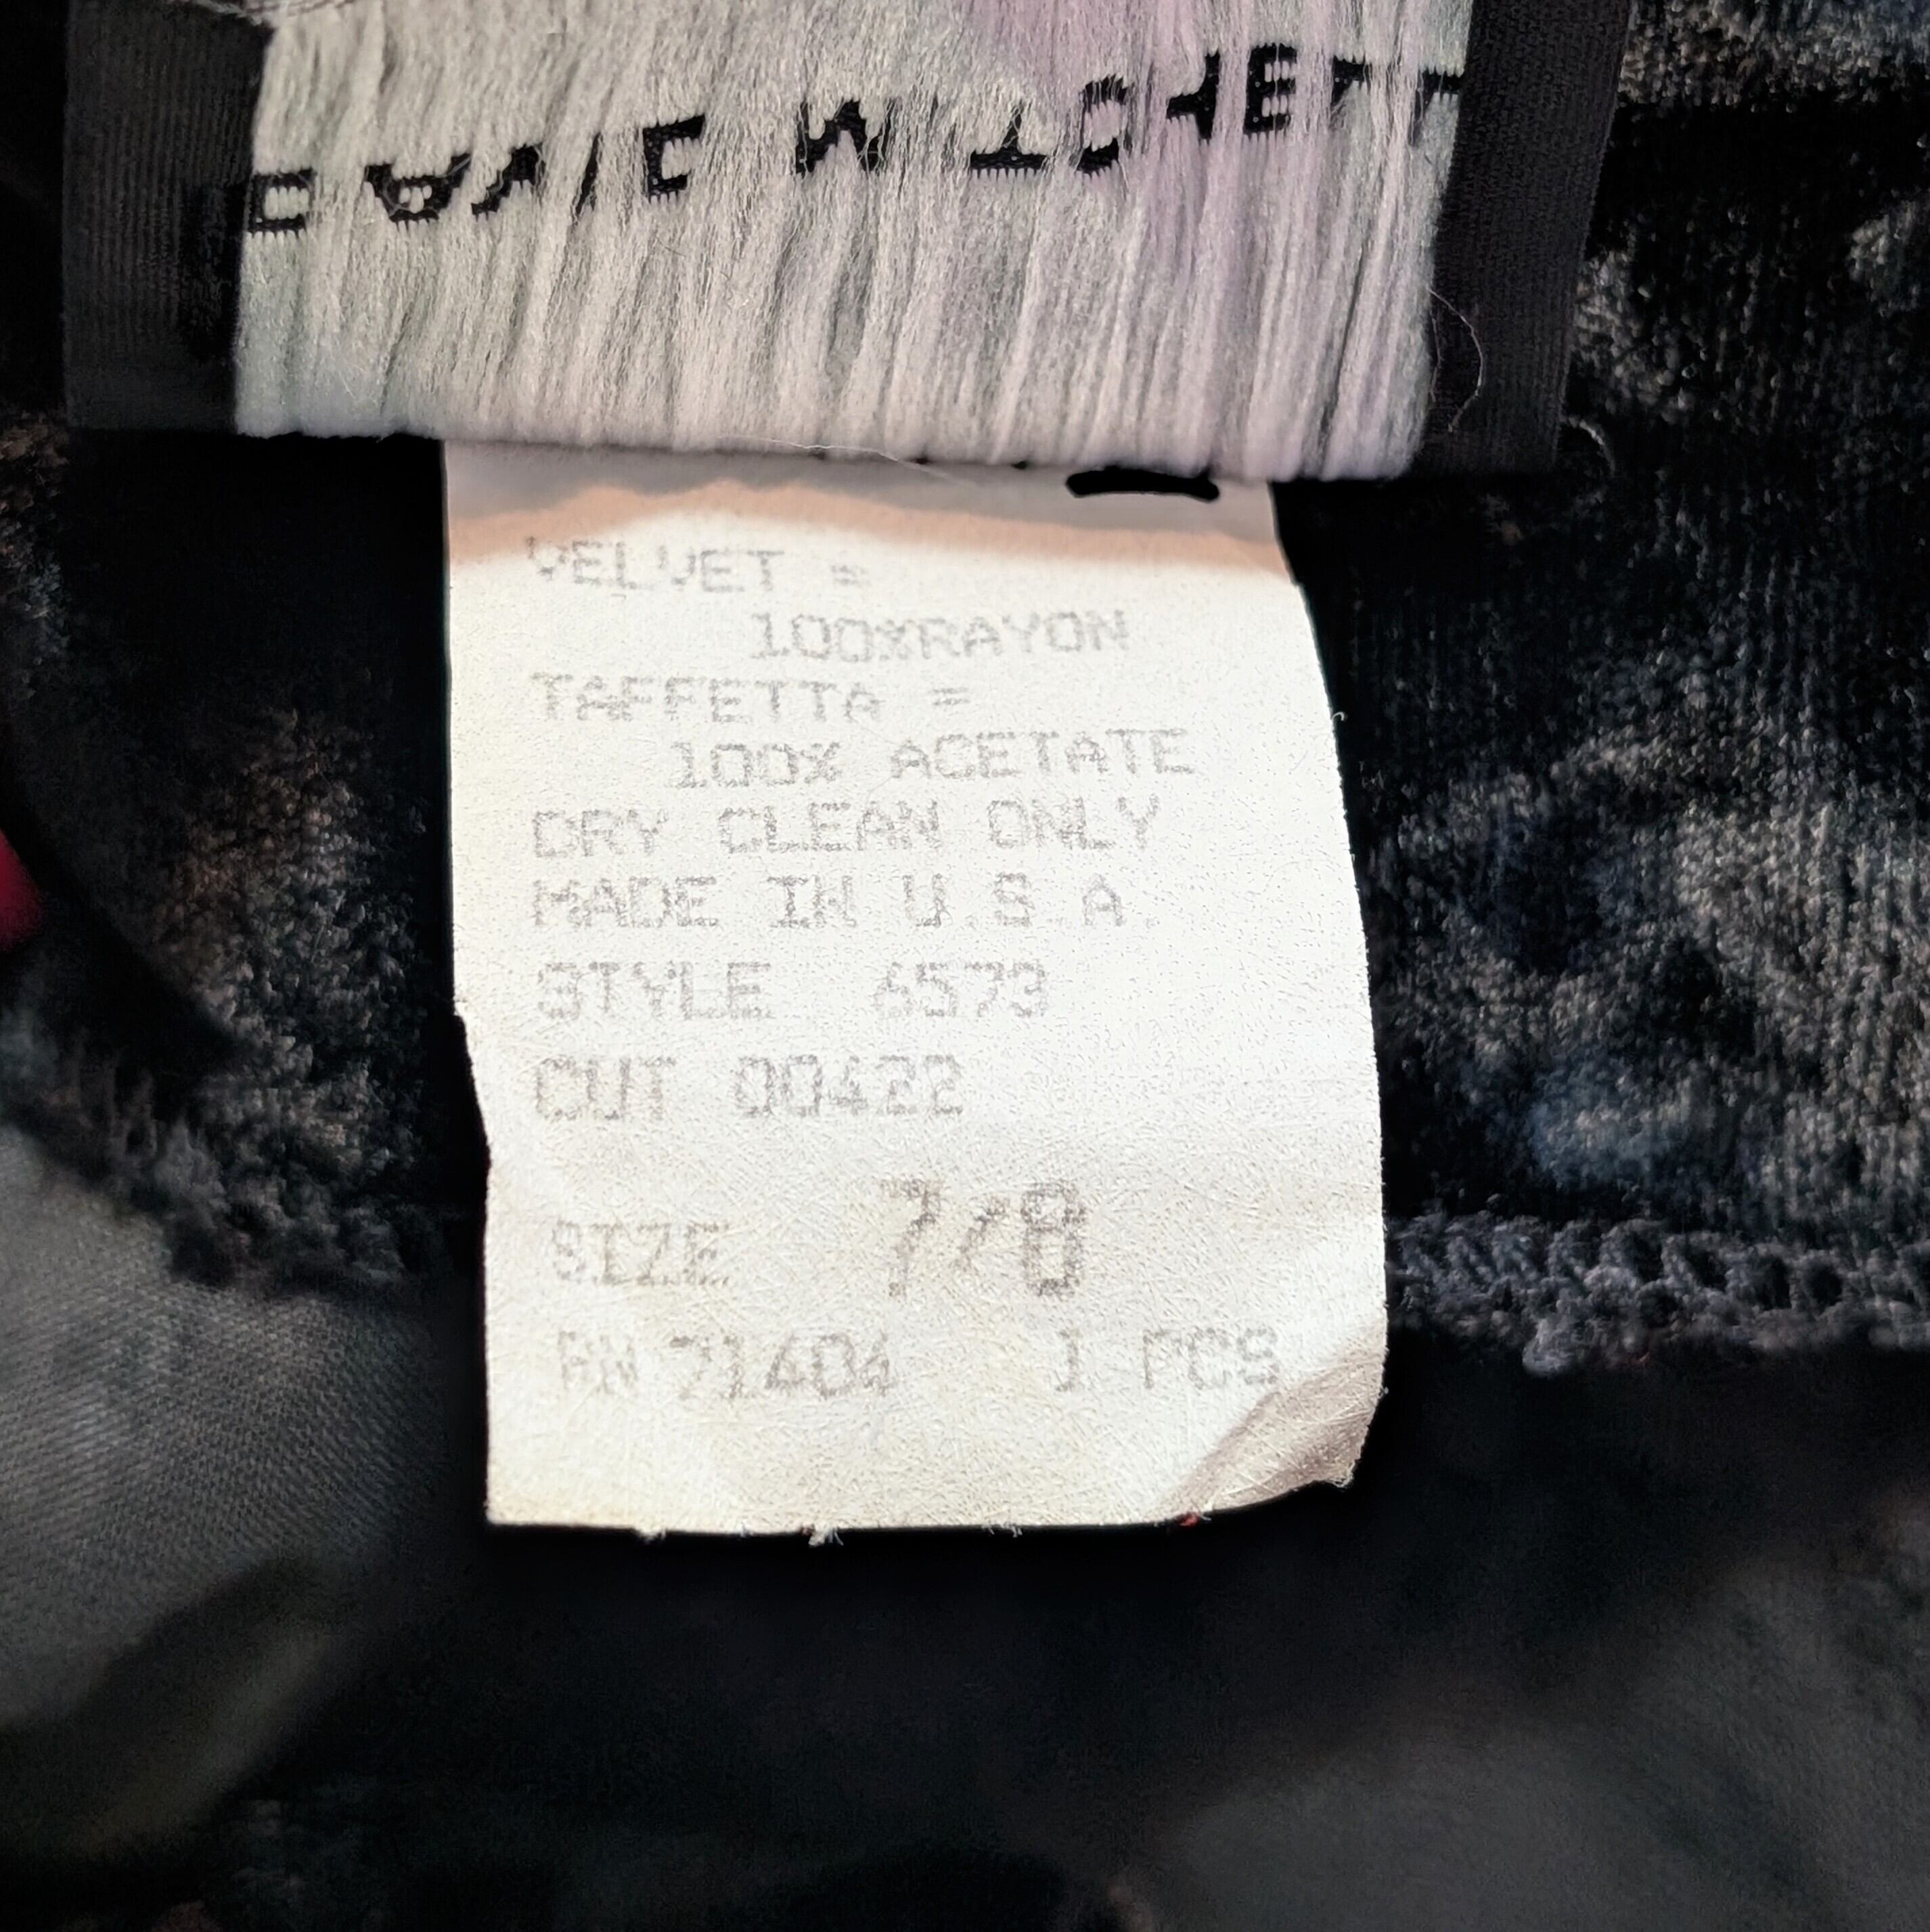 VELVET =
100%RAYON
TAFFETTA =
100% ACETATE
DRY CLEAN ONLY
MADE IN U.S.A.
STYLE 6573
CUT 00422
SIZE 7/8
RN 71404 1 PCS